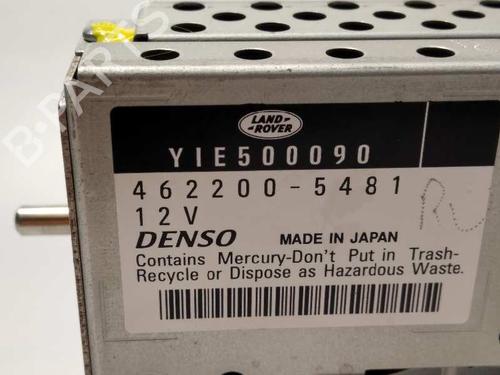 LAND-
ROVER
YIE500090
462200-5481
12V
DENSO MADE IN JAPAN
Contains Mercury-Don't Put in Trash-
Recycle or Dispose as Hazardous Waste.
B-PARTS